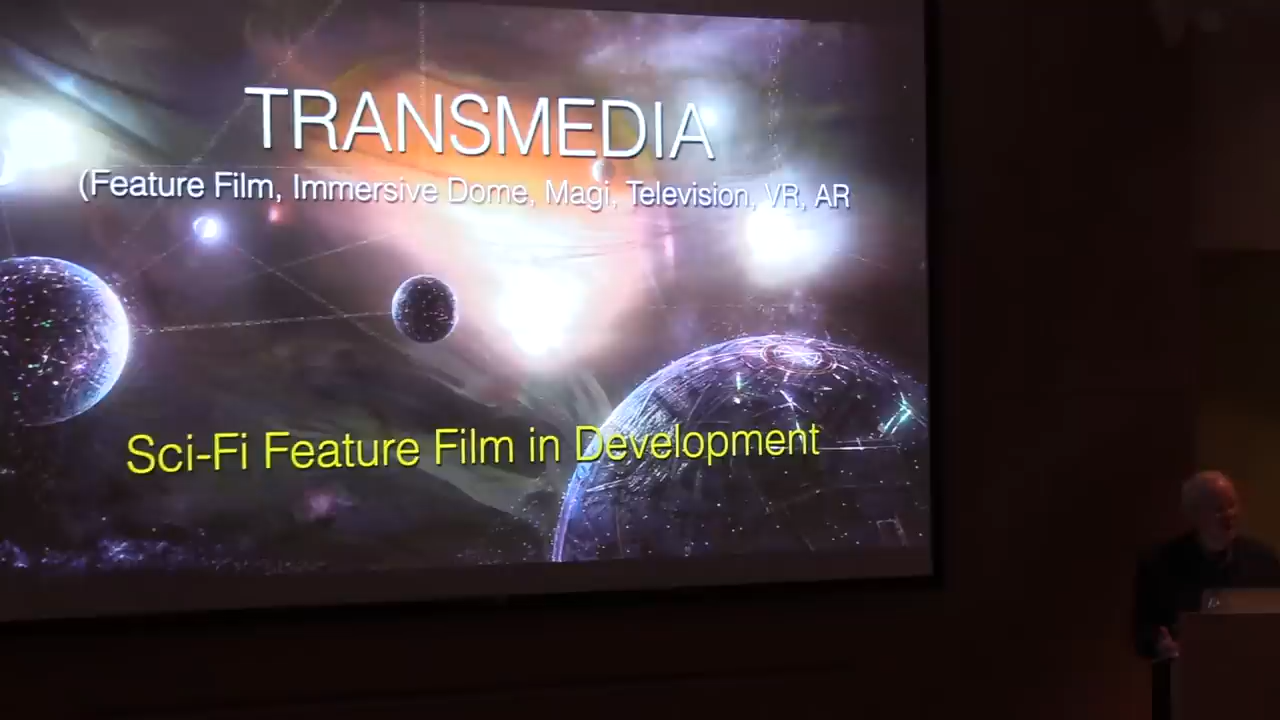 TRANSMEDIA
(Feature Film, Immersive Dome, Magi, Television, VR, AR
Sci-Fi Feature Film in Development